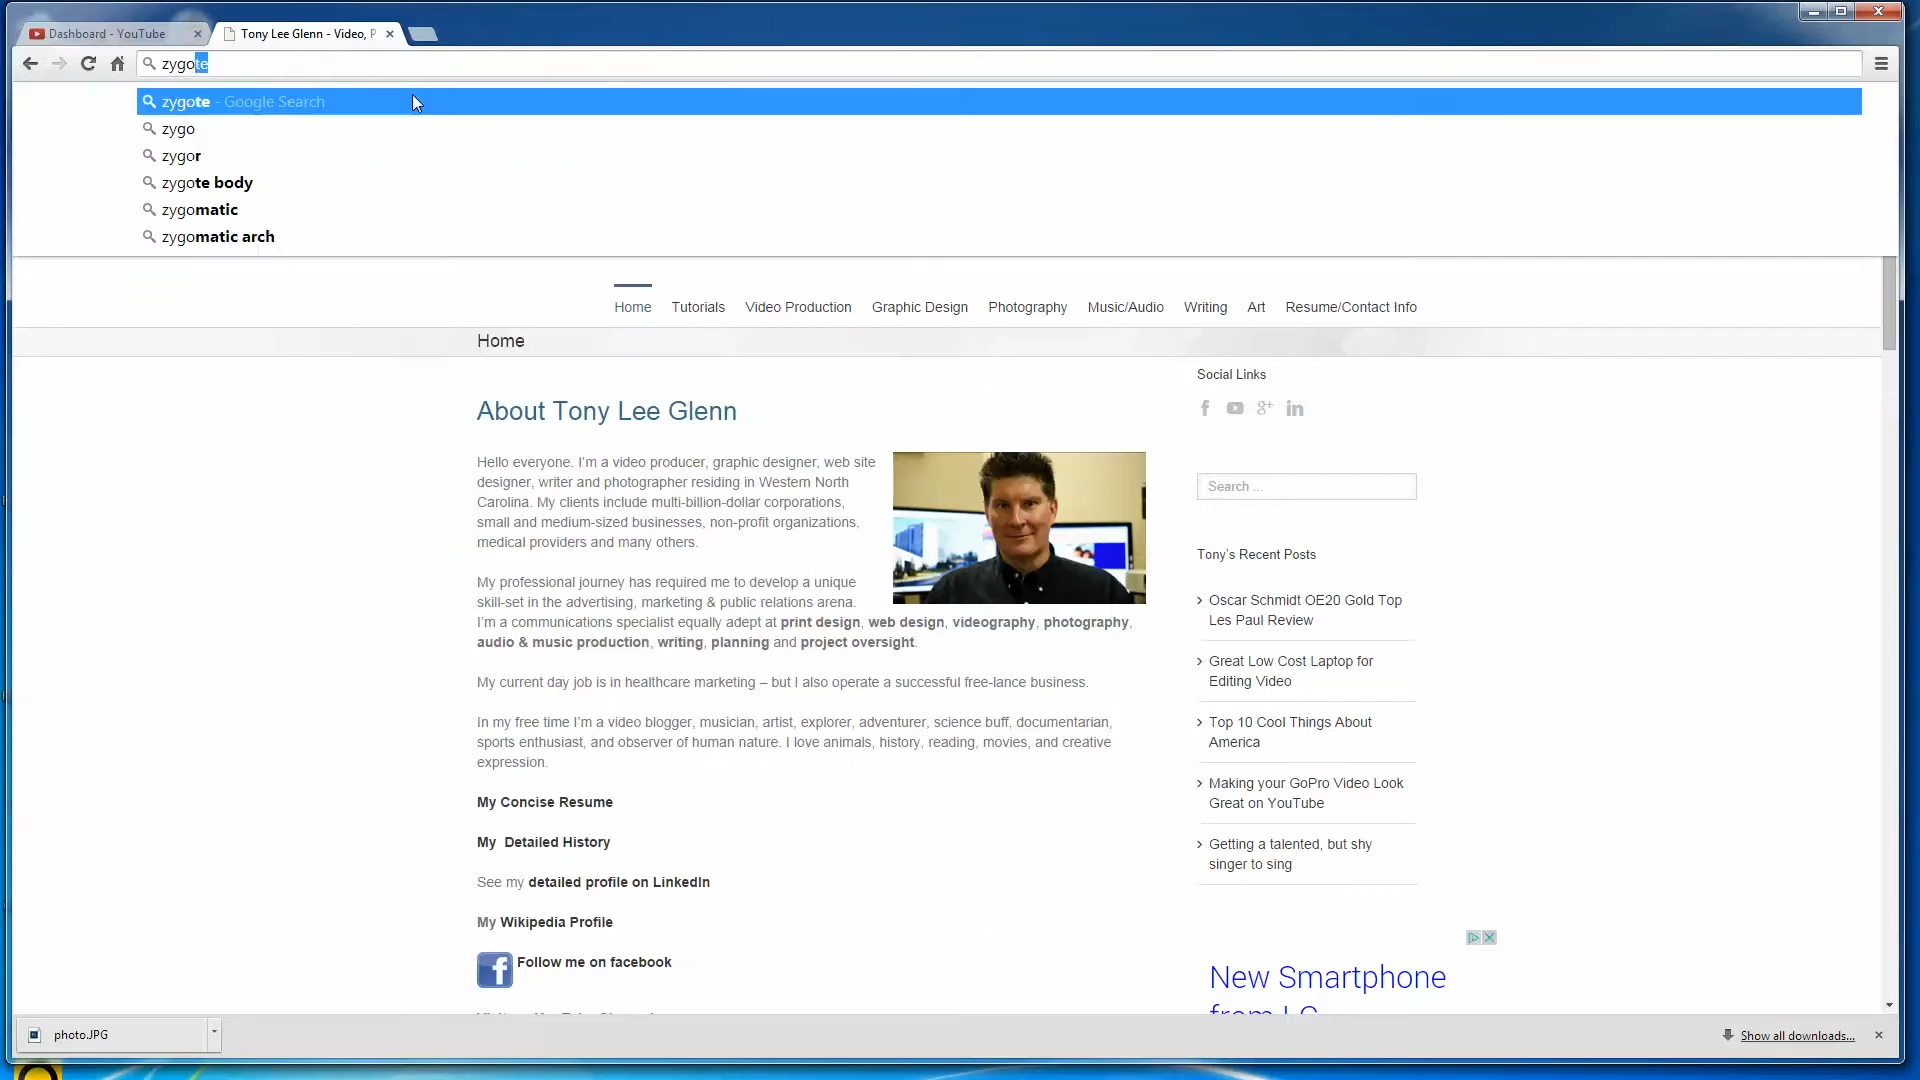 Dashboard - YouTube
Tony Lee Glenn - Video, P
zygote
zygote - Google Search
zygo
zygor
zygote body
zygomatic
zygomatic arch
Home Tutorials Video Production Graphic Design Photography Music/Audio Writing Art Resume/Contact Info
Home
About Tony Lee Glenn
Hello everyone. I'm a video producer, graphic designer, web site
designer, writer and photographer residing in Western North
Carolina. My clients include multi-billion-dollar corporations,
small and medium-sized businesses, non-profit organizations,
medical providers and many others.
My professional journey has required me to develop a unique
skill-set in the advertising, marketing & public relations arena.
I'm a communications specialist equally adept at print design, web design, videography, photography,
audio & music production, writing, planning and project oversight.
My current day job is in healthcare marketing – but I also operate a successful free-lance business.
In my free time I'm a video blogger, musician, artist, explorer, adventurer, science buff, documentarian,
sports enthusiast, and observer of human nature. I love animals, history, reading, movies, and creative
expression.
My Concise Resume
My Detailed History
See my detailed profile on LinkedIn
My Wikipedia Profile
f Follow me on facebook
Social Links
f g+ in
Search ...
Tony's Recent Posts
Oscar Schmidt OE20 Gold Top
Les Paul Review
Great Low Cost Laptop for
Editing Video
Top 10 Cool Things About
America
Making your GoPro Video Look
Great on YouTube
Getting a talented, but shy
singer to sing
New Smartphone
from LG
photo.JPG
Show all downloads...